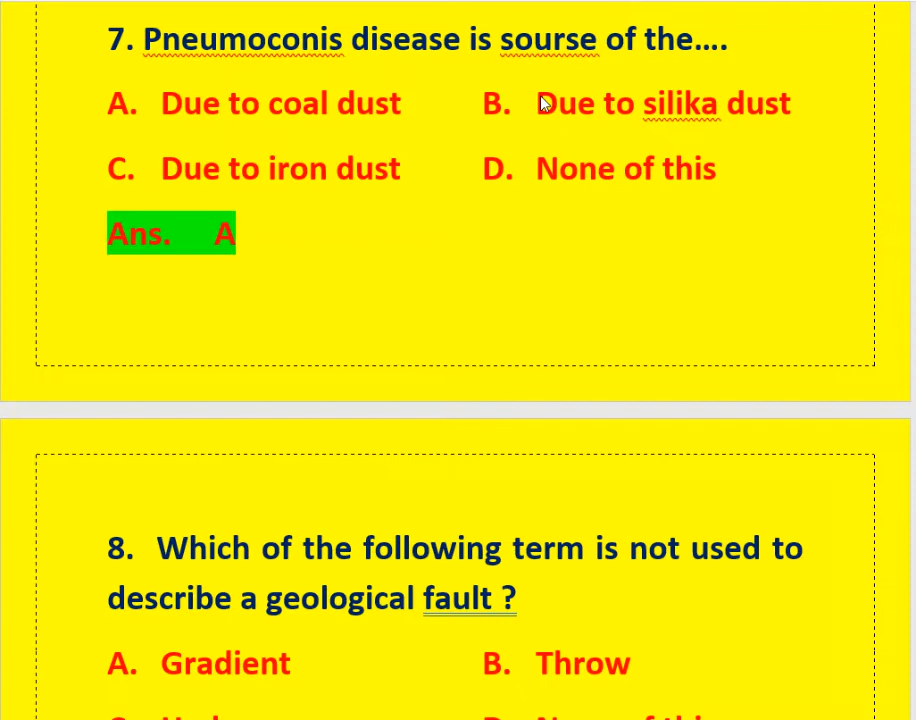 7. Pneumoconis disease is sourse of the....
A. Due to coal dust B. Due to silika dust
C. Due to iron dust D. None of this
Ans. A
8. Which of the following term is not used to
describe a geological fault ?
A. Gradient B. Throw